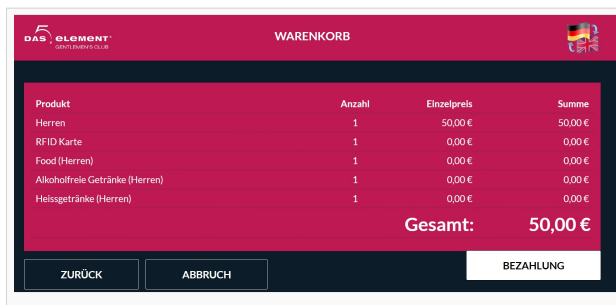 DAS 5 ELEMENT
GENTLEMEN'S CLUB
WARENKORB
Produkt Anzahl Einzelpreis Summe
Herren 1 50,00 € 50,00 €
RFID Karte 1 0,00 € 0,00 €
Food (Herren) 1 0,00 € 0,00 €
Alkoholfreie Getränke (Herren) 1 0,00 € 0,00 €
Heissgetränke (Herren) 1 0,00 € 0,00 €
Gesamt: 50,00 €
ZURÜCK ABBRUCH BEZAHLUNG